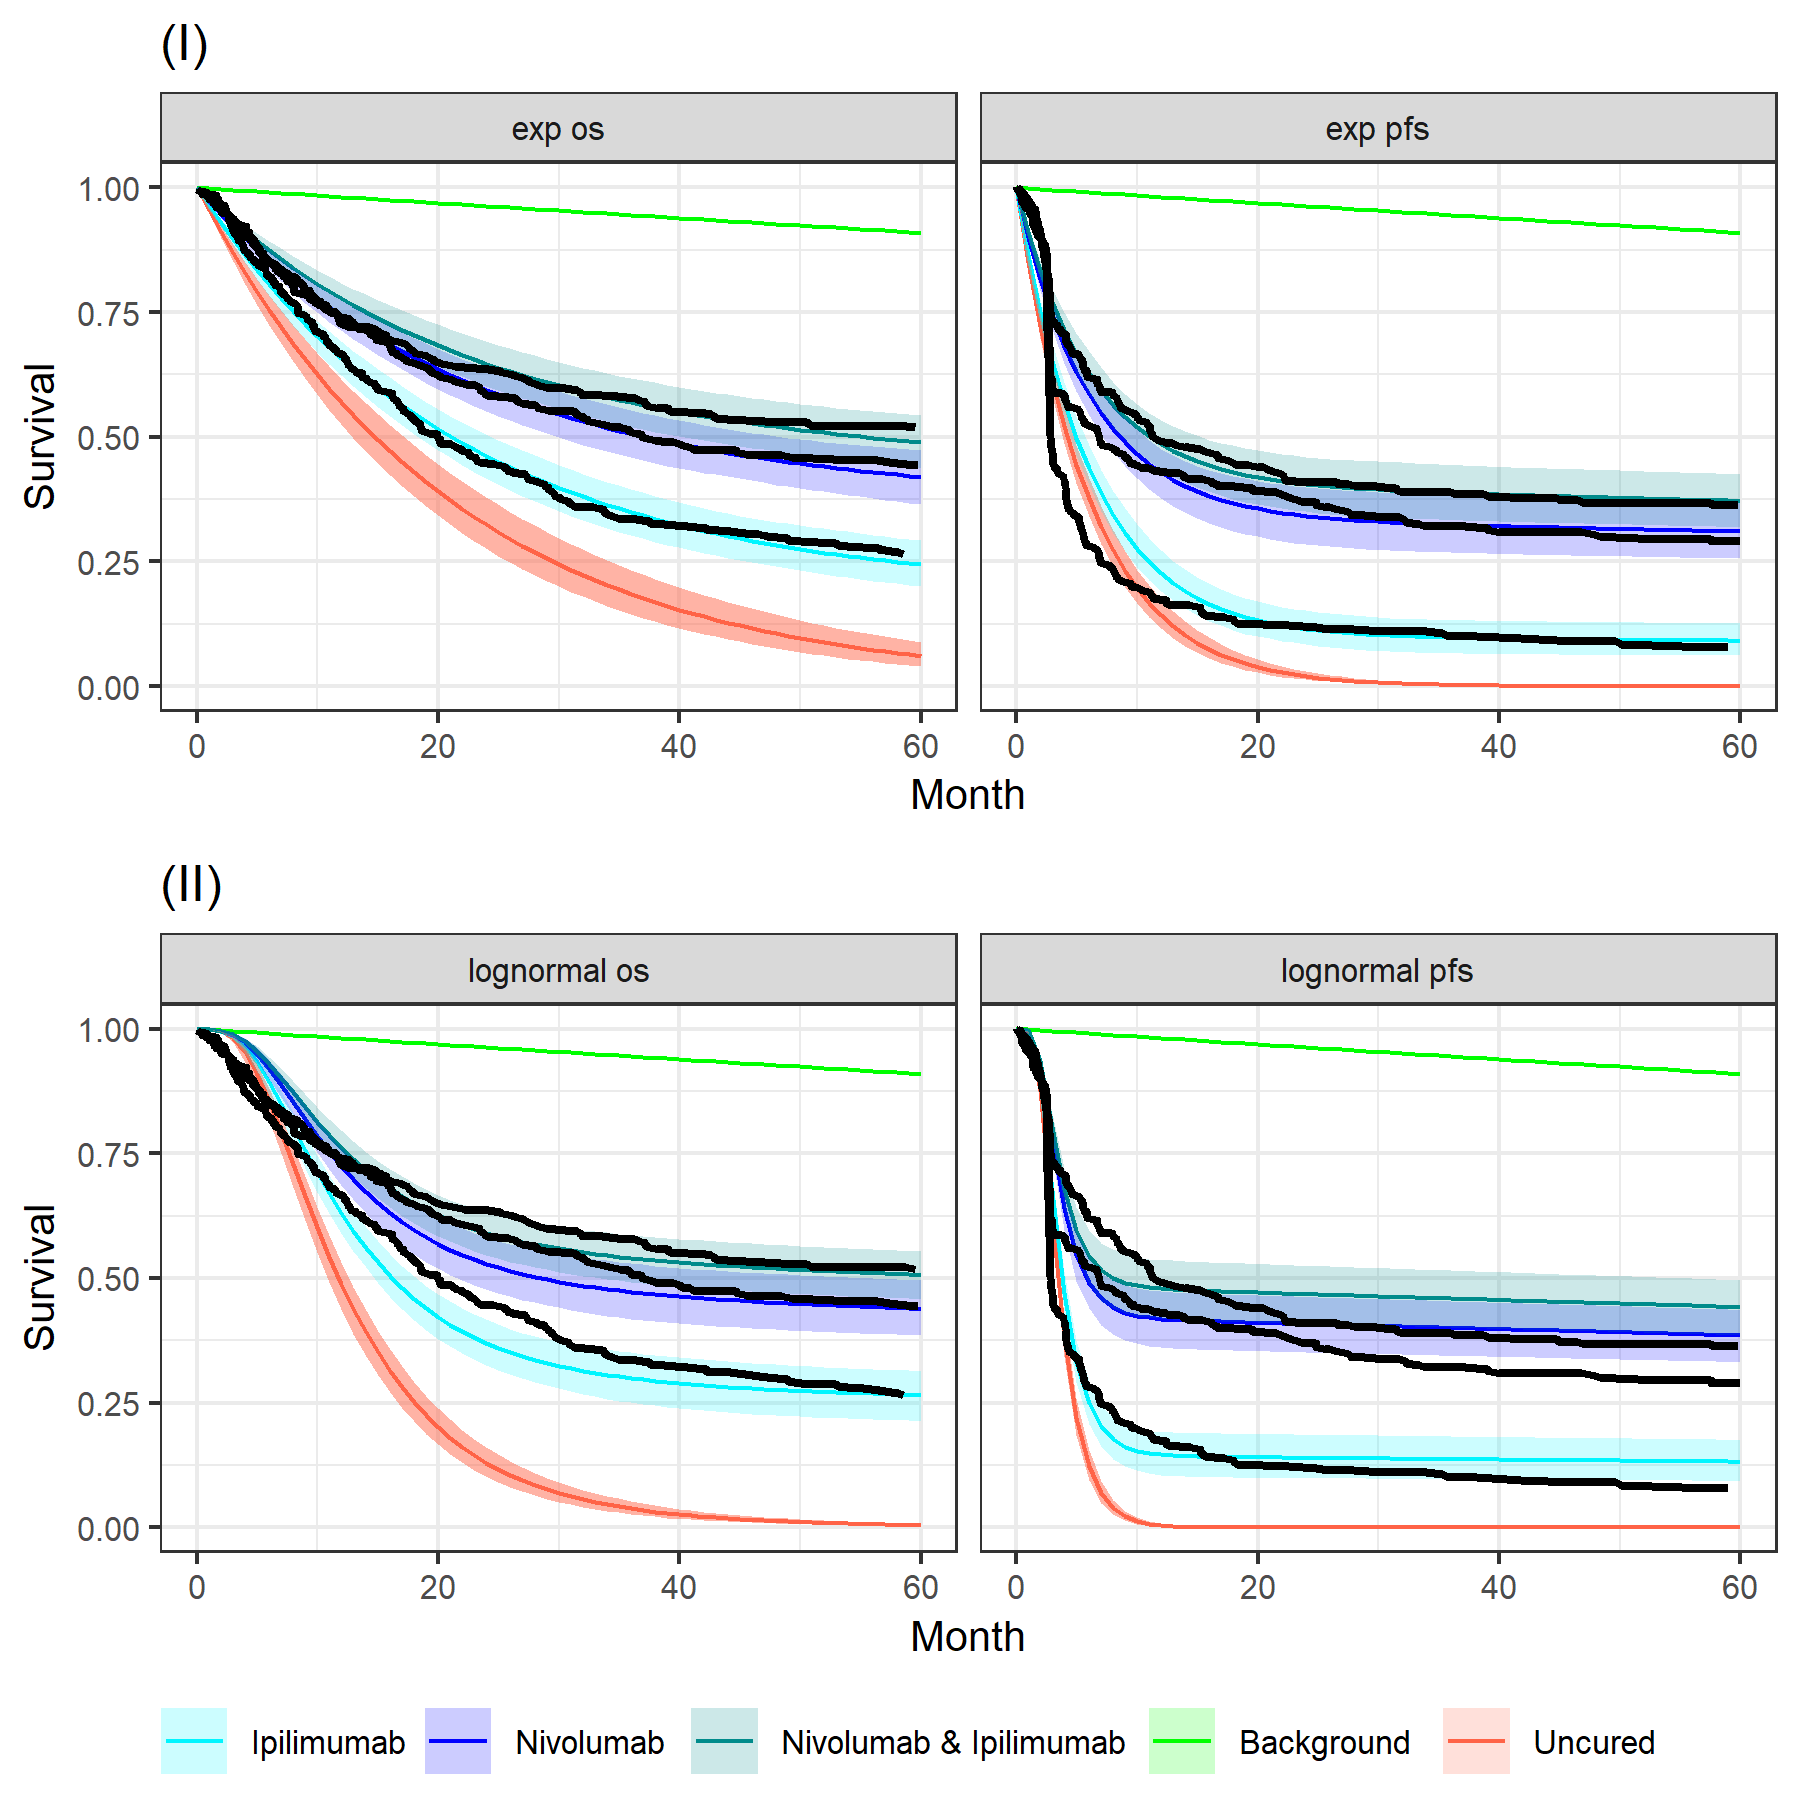 (I)
exp os
exp pfs
1.00
0.75
0.50
0.25
0.00
Survival
0 20 40 60
0 20 40 60
Month
(II)
lognormal os
lognormal pfs
1.00
0.75
0.50
0.25
0.00
Survival
0 20 40 60
0 20 40 60
Month
Ipilimumab Nivolumab Nivolumab & Ipilimumab Background Uncured